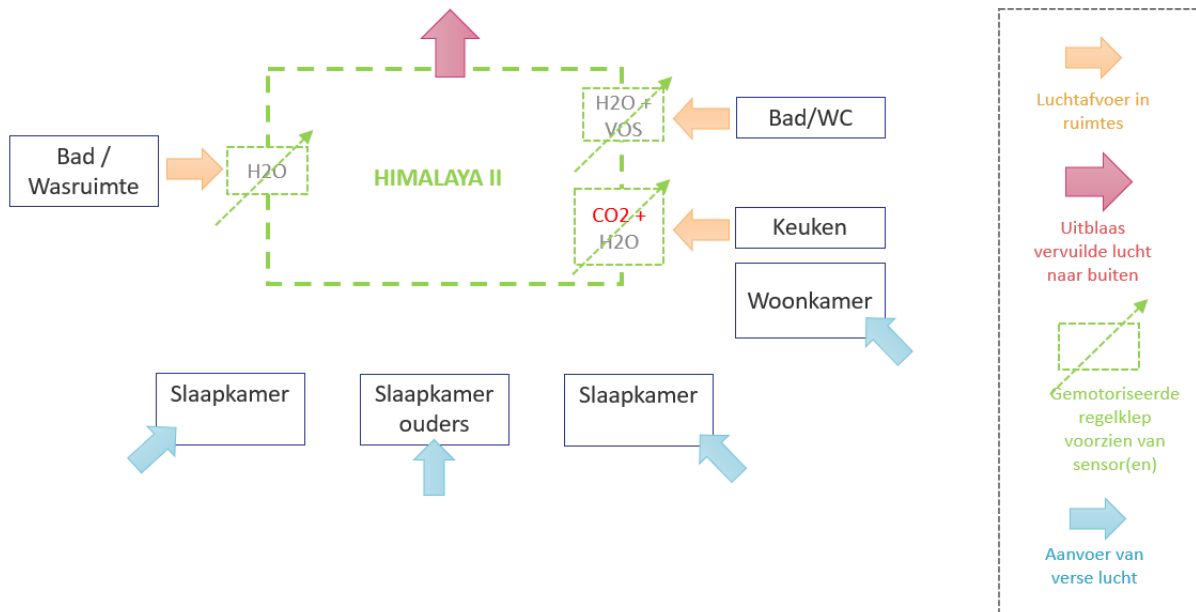 H2O +
VOS
Bad/WC
Bad /
Wasruimte
H2O
HIMALAYA II
CO2 +
H2O
Keuken
Woonkamer
Slaapkamer
Slaapkamer
ouders
Slaapkamer
Luchtafvoer in
ruimtes
Uitblaas
vervuilde lucht
naar buiten
Gemotoriseerde
regelklep
voorzien van
sensor(en)
Aanvoer van
verse lucht